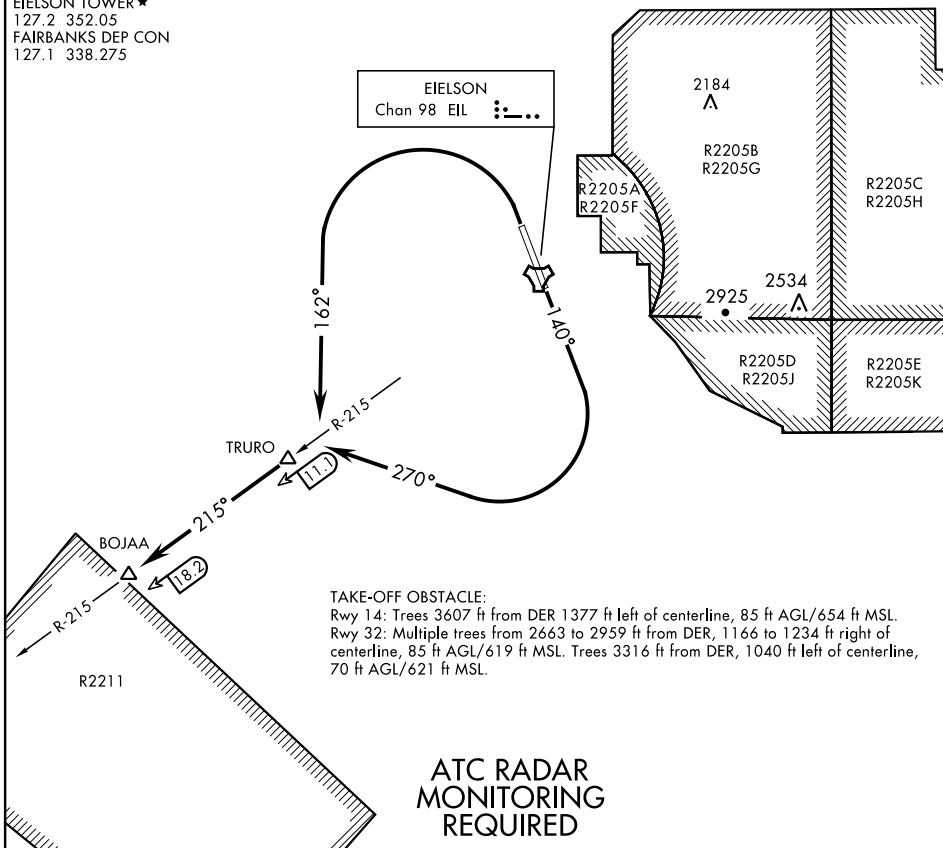 EIELSON TOWER★
127.2 352.05
FAIRBANKS DEP CON
127.1 338.275
EIELSON
Chan 98 EIL
2184
R2205B
R2205G
R2205A
R2205F
R2205C
R2205H
162°
140°
2925
2534
R2205D
R2205J
R2205E
R2205K
R-215
TRURO
11.1
270°
215°
BOJAA
18.2
R-215
R2211
TAKE-OFF OBSTACLE:
Rwy 14: Trees 3607 ft from DER 1377 ft left of centerline, 85 ft AGL/654 ft MSL.
Rwy 32: Multiple trees from 2663 to 2959 ft from DER, 1166 to 1234 ft right of
centerline, 85 ft AGL/619 ft MSL. Trees 3316 ft from DER, 1040 ft left of centerline,
70 ft AGL/621 ft MSL.
ATC RADAR
MONITORING
REQUIRED